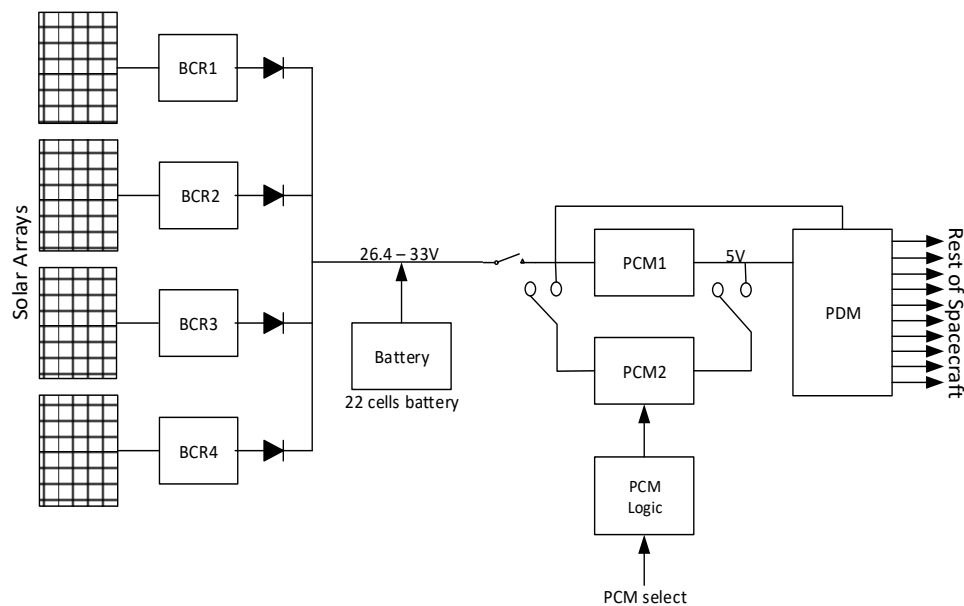 Solar Arrays
BCR1
BCR2
BCR3
BCR4
26.4 – 33V
Battery
22 cells battery
PCM1
5V
PCM2
PCM
Logic
PCM select
PDM
Rest of Spacecraft